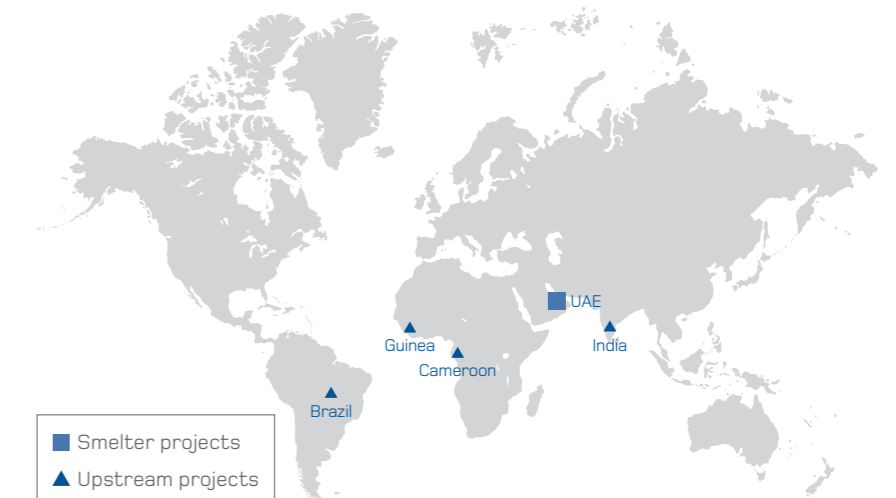 UAE
Guinea
India
Cameroon
Brazil
Smelter projects
Upstream projects